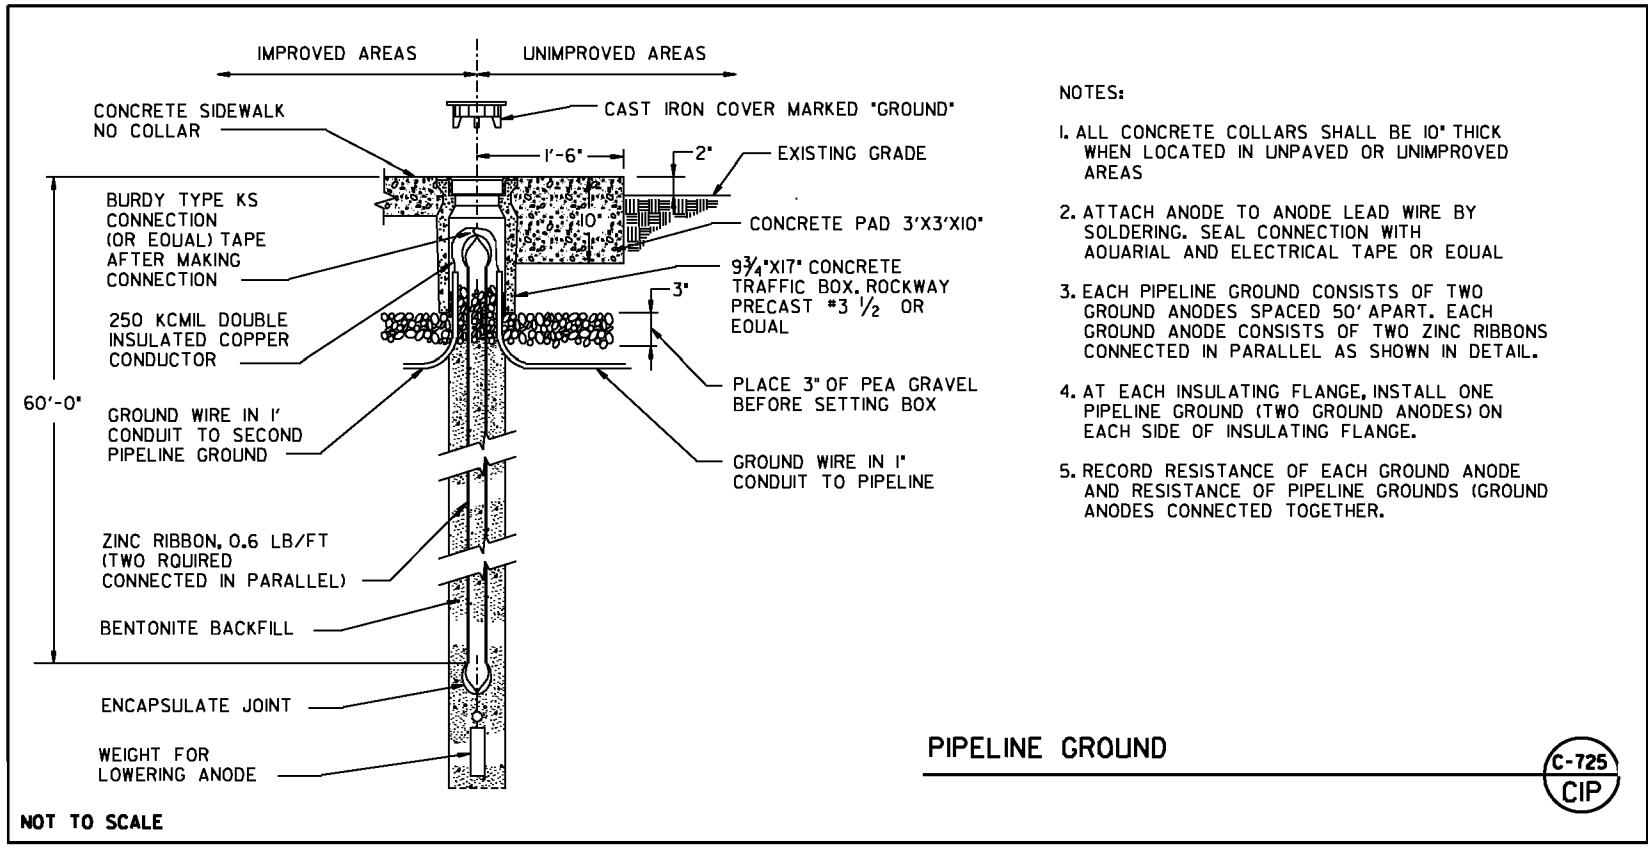 IMPROVED AREAS
UNIMPROVED AREAS
CONCRETE SIDEWALK
NO COLLAR
CAST IRON COVER MARKED "GROUND"
1'-6"
2"
EXISTING GRADE
BURDY TYPE KS
CONNECTION
(OR EQUAL) TAPE
AFTER MAKING
CONNECTION
10"
CONCRETE PAD 3'X3'X10"
9 3/4"X17" CONCRETE
TRAFFIC BOX. ROCKWAY
PRECAST #3 1/2 OR
EQUAL
3"
250 KCMIL DOUBLE
INSULATED COPPER
CONDUCTOR
PLACE 3" OF PEA GRAVEL
BEFORE SETTING BOX
60'-0"
GROUND WIRE IN 1'
CONDUIT TO SECOND
PIPELINE GROUND
GROUND WIRE IN 1"
CONDUIT TO PIPELINE
ZINC RIBBON, 0.6 LB/FT
(TWO RQUIRED
CONNECTED IN PARALLEL)
BENTONITE BACKFILL
ENCAPSULATE JOINT
WEIGHT FOR
LOWERING ANODE
NOT TO SCALE
NOTES:
1. ALL CONCRETE COLLARS SHALL BE 10" THICK
WHEN LOCATED IN UNPAVED OR UNIMPROVED
AREAS
2. ATTACH ANODE TO ANODE LEAD WIRE BY
SOLDERING. SEAL CONNECTION WITH
AQUARIAL AND ELECTRICAL TAPE OR EQUAL
3. EACH PIPELINE GROUND CONSISTS OF TWO
GROUND ANODES SPACED 50' APART. EACH
GROUND ANODE CONSISTS OF TWO ZINC RIBBONS
CONNECTED IN PARALLEL AS SHOWN IN DETAIL.
4. AT EACH INSULATING FLANGE, INSTALL ONE
PIPELINE GROUND (TWO GROUND ANODES) ON
EACH SIDE OF INSULATING FLANGE.
5. RECORD RESISTANCE OF EACH GROUND ANODE
AND RESISTANCE OF PIPELINE GROUNDS (GROUND
ANODES CONNECTED TOGETHER.
PIPELINE GROUND
C-725
CIP